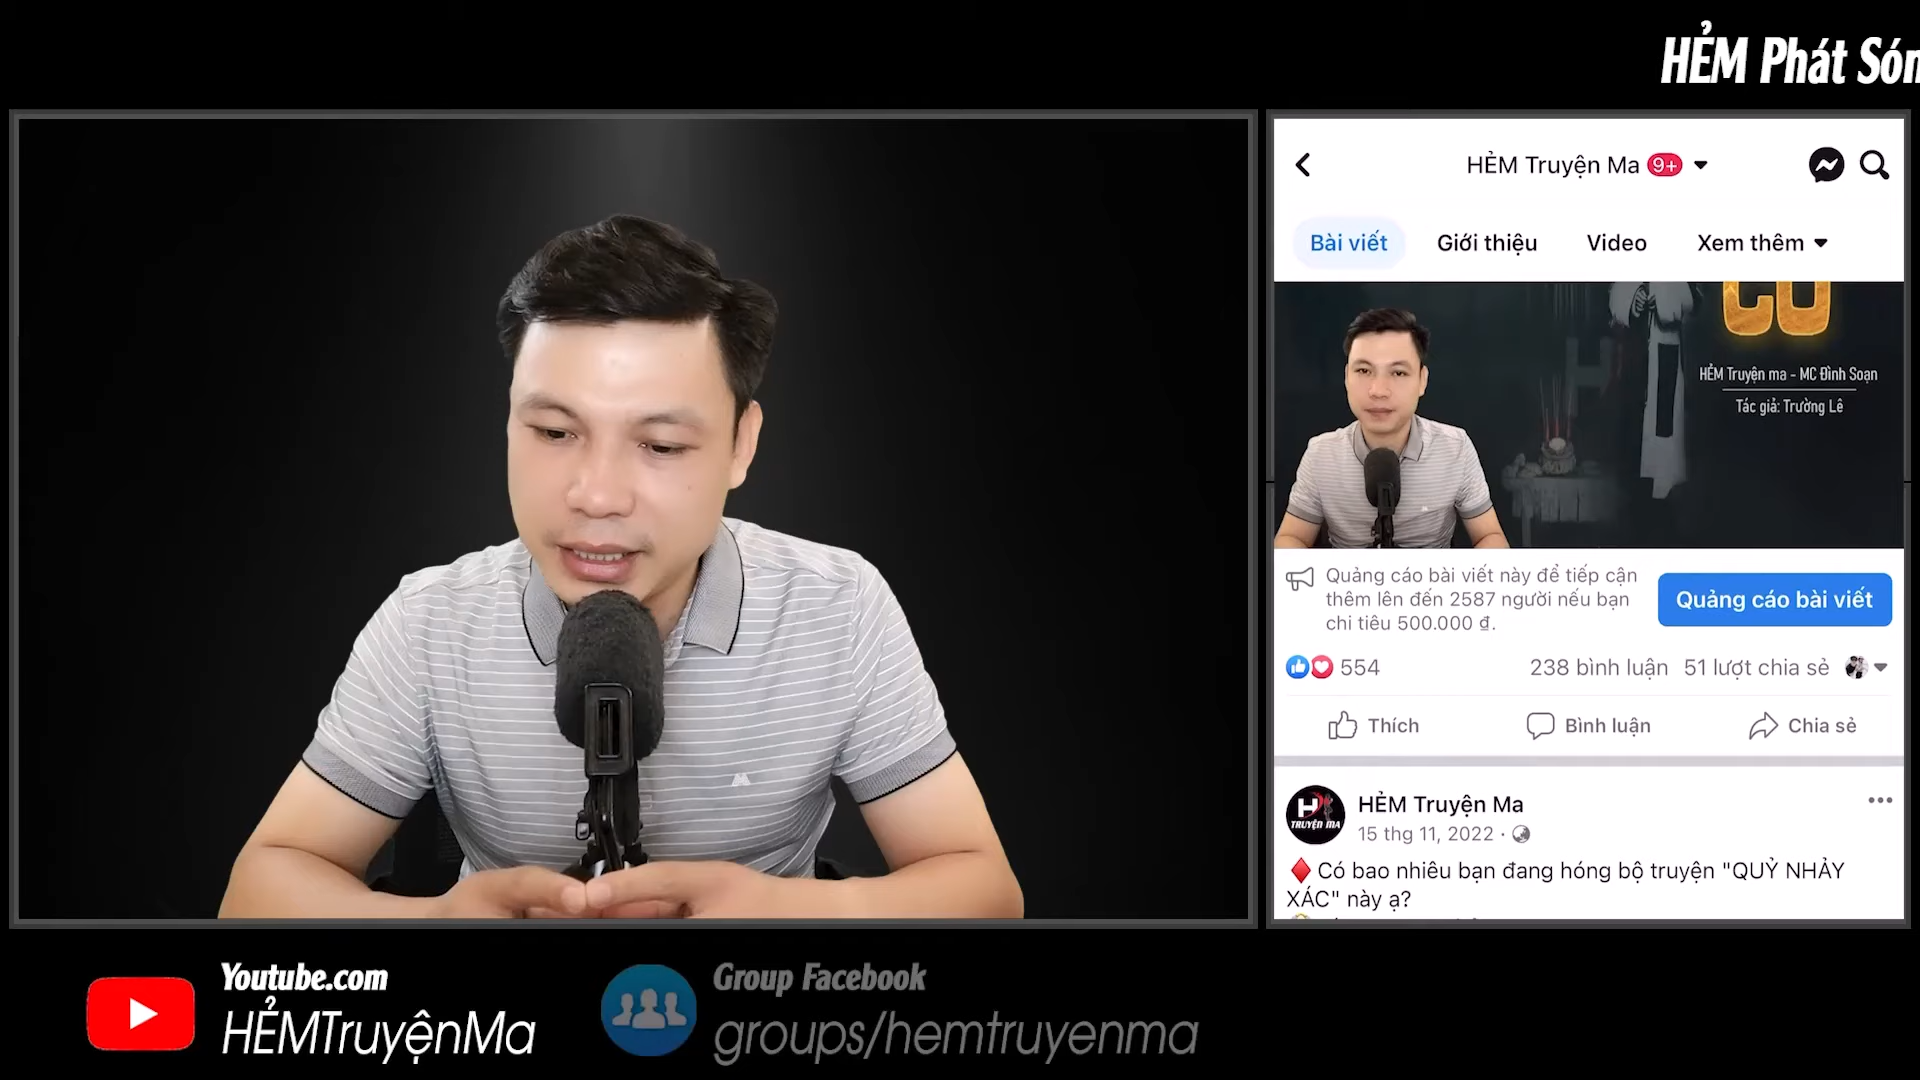 HẺM Phát Són
HẺM Truyện Ma 9+
Bài viết Giới thiệu Video Xem thêm
HẺM Truyện ma - MC Đình Soạn
Tác giả: Trường Lê
Quảng cáo bài viết này để tiếp cận
thêm lên đến 2587 người nếu bạn
chi tiêu 500.000 ₫.
Quảng cáo bài viết
554 238 bình luận 51 lượt chia sẻ
Thích Bình luận Chia sẻ
H
TRUYỆN MA
HẺM Truyện Ma
15 thg 11, 2022 ·
Có bao nhiêu bạn đang hóng bộ truyện "QUỶ NHẢY
XÁC" này ạ?
Youtube.com
HẺMTruyệnMa
Group Facebook
groups/hemtruyenma